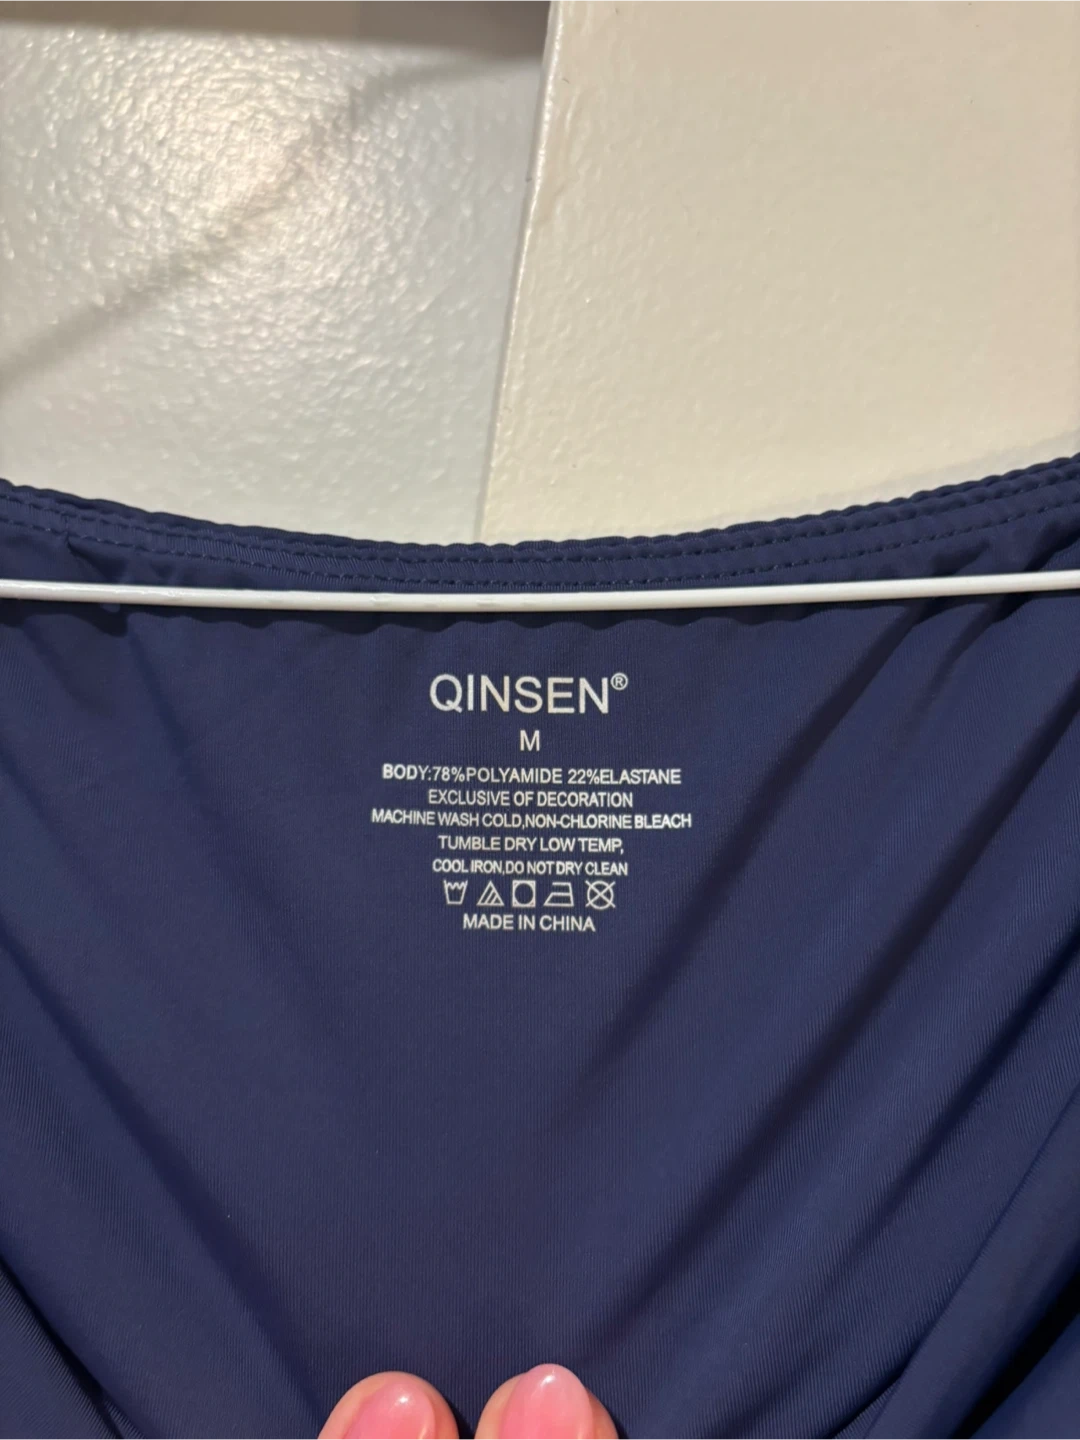 QINSEN®
M
BODY:78%POLYAMIDE 22%ELASTANE
EXCLUSIVE OF DECORATION
MACHINE WASH COLD,NON-CHLORINE BLEACH
TUMBLE DRY LOW TEMP,
COOL IRON,DO NOT DRY CLEAN
MADE IN CHINA